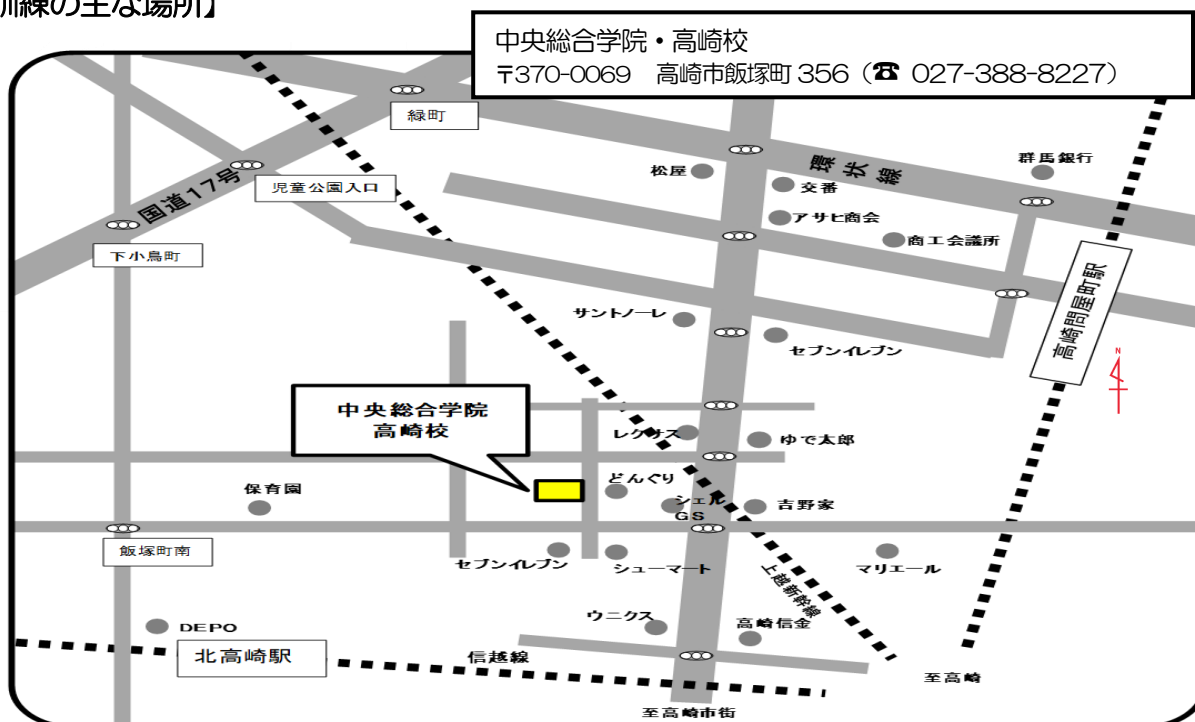 訓練の主な場所】
中央総合学院・高崎校
〒370-0069 高崎市飯塚町 356（☎ 027-388-8227）
緑町
国道17号
児童公園入口
下小鳥町
松屋
環状線
交番
群馬銀行
アサヒ商会
商工会議所
高崎問屋町駅
N
サントノーレ
セブンイレブン
中央総合学院
高崎校
レクサス
ゆで太郎
どんぐり
保育園
シェル
GS
吉野家
飯塚町南
セブンイレブン
シューマート
上越新幹線
マリエール
DEPO
ウニクス
高崎信金
北高崎駅
信越線
至高崎
至高崎市街